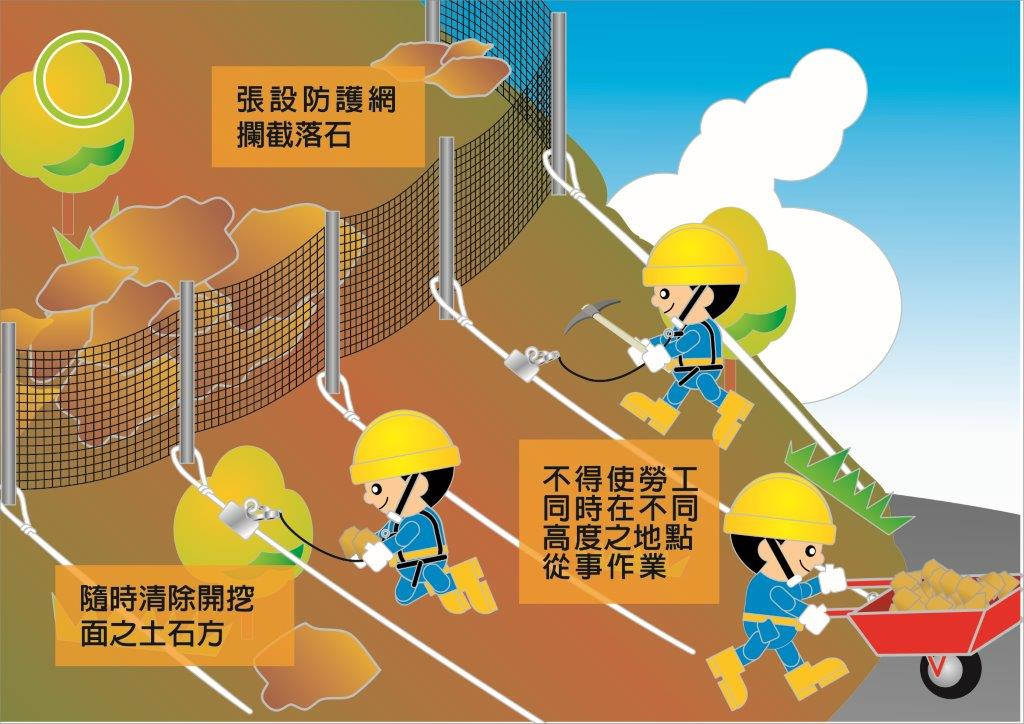 張設防護網
攔截落石
不得使勞工
同時在不同
高度之地點
從事作業
隨時清除開挖
面之土石方